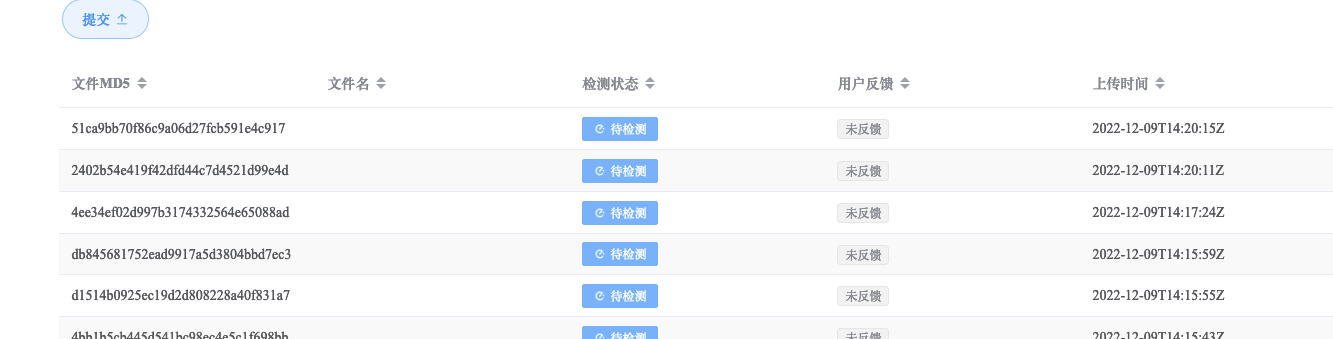 提交
文件MD5 文件名 检测状态 用户反馈 上传时间
51ca9bb70f86c9a06d27fcb591e4c917 待检测 未反馈 2022-12-09T14:20:15Z
2402b54e419f42dfd44c7d4521d99e4d 待检测 未反馈 2022-12-09T14:20:11Z
4ee34ef02d997b3174332564e65088ad 待检测 未反馈 2022-12-09T14:17:24Z
db845681752ead9917a5d3804bbd7ec3 待检测 未反馈 2022-12-09T14:15:59Z
d1514b0925ec19d2d808228a40f831a7 待检测 未反馈 2022-12-09T14:15:55Z
4bb1b5cb445d541bc98ec4e5c1f698bb 待检测 未反馈 2022-12-09T14:15:43Z